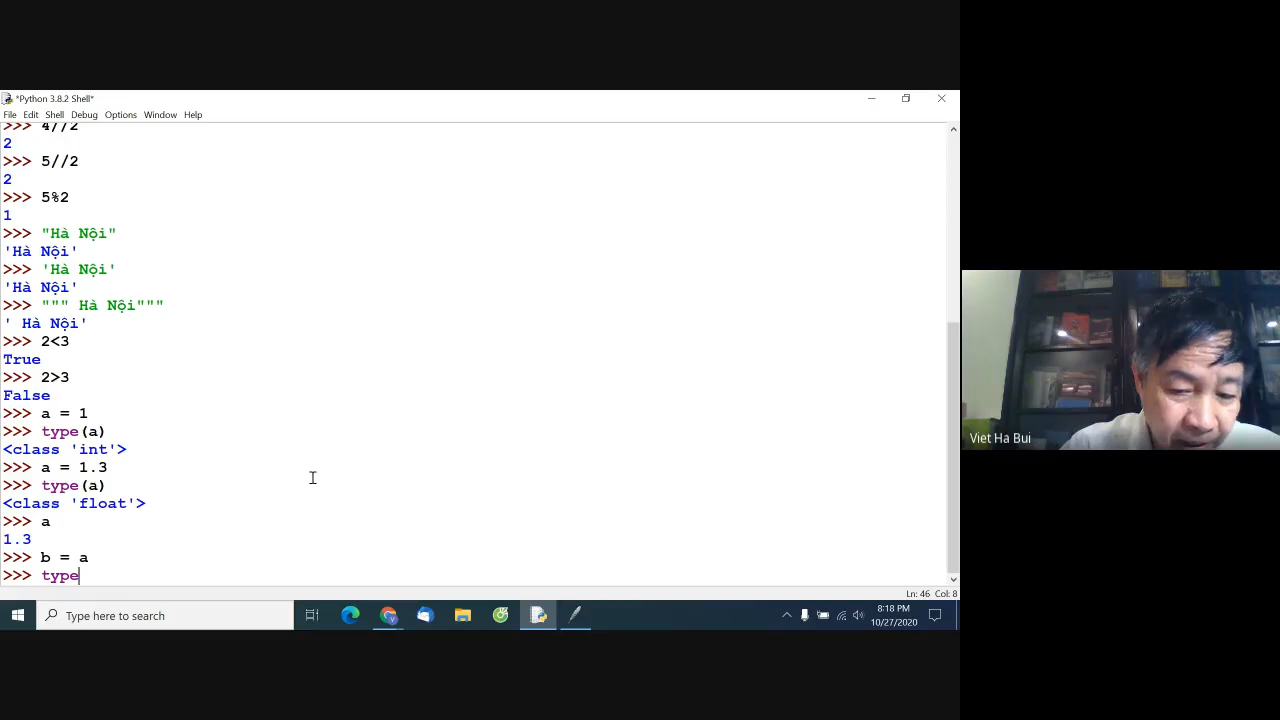 *Python 3.8.2 Shell*
File Edit Shell Debug Options Window Help
>>> 4//2
2
>>> 5//2
2
>>> 5%2
1
>>> "Hà Nội"
'Hà Nội'
>>> 'Hà Nội'
'Hà Nội'
>>> """ Hà Nội"""
' Hà Nội'
>>> 2<3
True
>>> 2>3
False
>>> a = 1
>>> type(a)
<class 'int'>
>>> a = 1.3
>>> type(a)
<class 'float'>
>>> a
1.3
>>> b = a
>>> type
Ln: 46 Col: 8
Type here to search
8:18 PM
10/27/2020
Viet Ha Bui